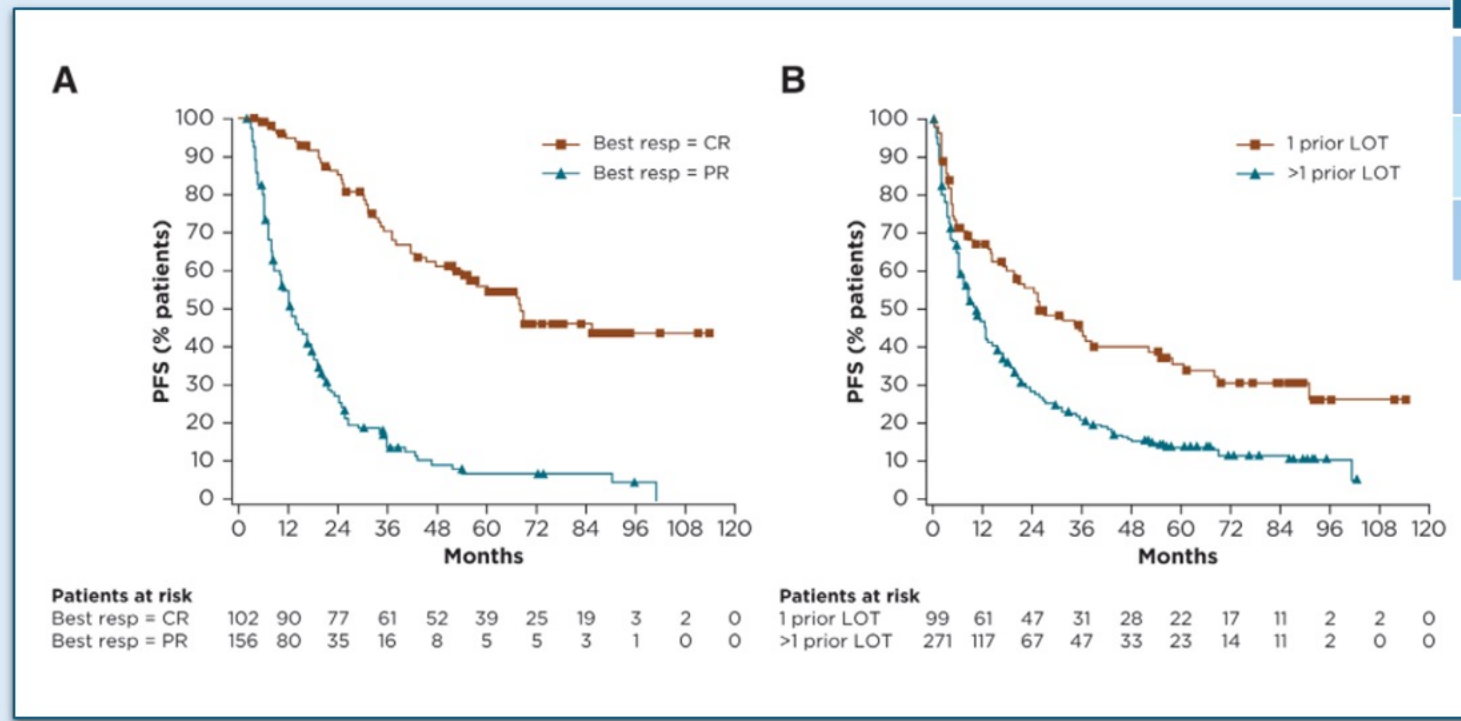 A
PFS (% patients)
100
90
80
70
60
50
40
30
20
10
0
Best resp = CR
Best resp = PR
0 12 24 36 48 60 72 84 96 108 120
Months
Patients at risk
Best resp = CR 102 90 77 61 52 39 25 19 3 2 0
Best resp = PR 156 80 35 16 8 5 5 3 1 0 0
B
PFS (% patients)
100
90
80
70
60
50
40
30
20
10
0
1 prior LOT
>1 prior LOT
0 12 24 36 48 60 72 84 96 108 120
Months
Patients at risk
1 prior LOT 99 61 47 31 28 22 17 11 2 2 0
>1 prior LOT 271 117 67 47 33 23 14 11 2 0 0